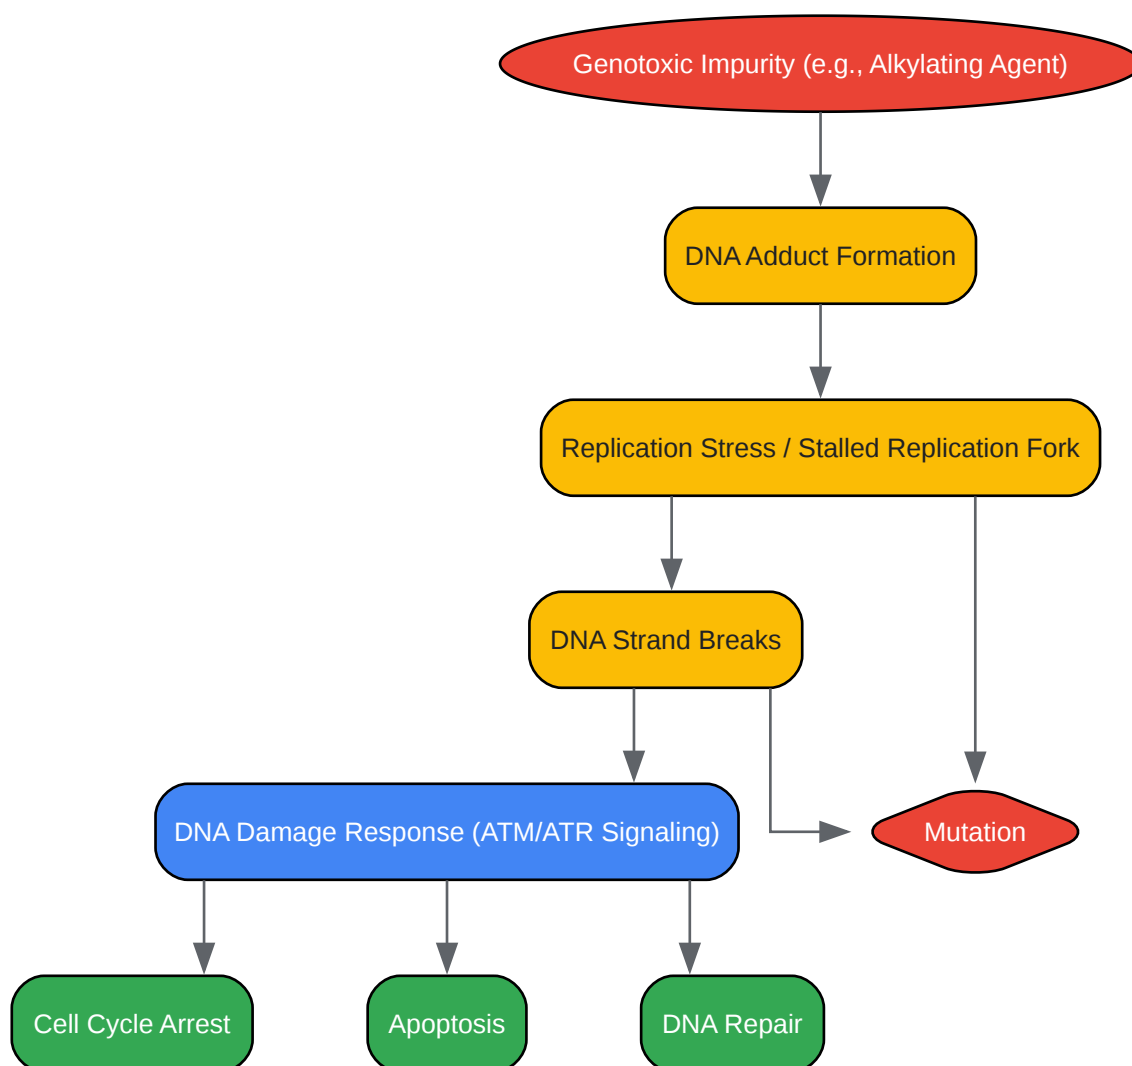 Genotoxic Impurity (e.g., Alkylating Agent)
DNA Adduct Formation
Replication Stress / Stalled Replication Fork
DNA Strand Breaks
DNA Damage Response (ATM/ATR Signaling)
Mutation
Cell Cycle Arrest
Apoptosis
DNA Repair